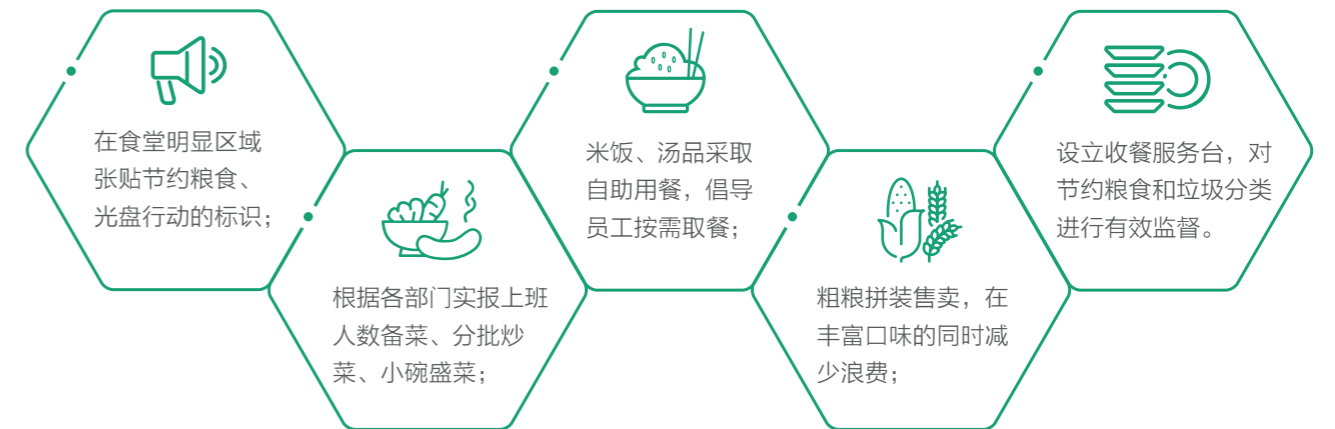 在食堂明显区域
张贴节约粮食、
光盘行动的标识；
根据各部门实报上班
人数备菜、分批炒
菜、小碗盛菜；
米饭、汤品采取
自助用餐，倡导
员工按需取餐；
粗粮拼装售卖，在
丰富口味的同时减
少浪费；
设立收餐服务台，对
节约粮食和垃圾分类
进行有效监督。